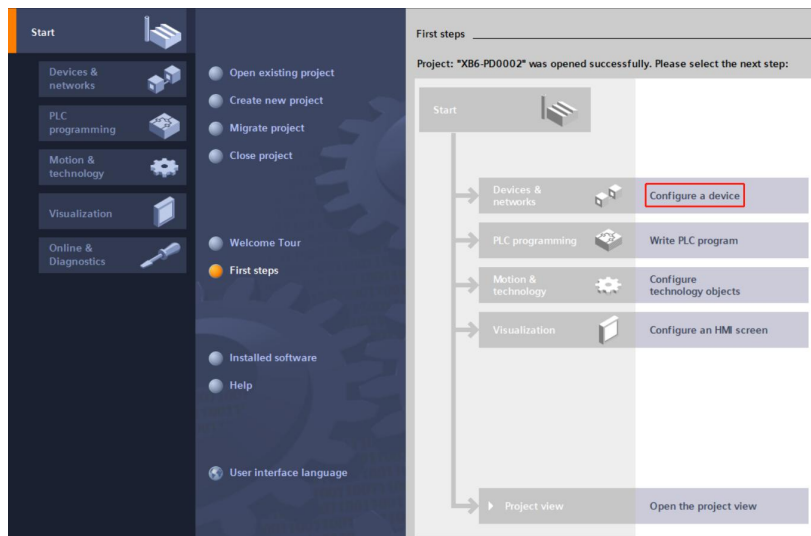 Start
Devices &
networks
PLC
programming
Motion &
technology
Visualization
Online &
Diagnostics
Open existing project
Create new project
Migrate project
Close project
Welcome Tour
First steps
Installed software
Help
User interface language
First steps
Project: "XB6-PD0002" was opened successfully. Please select the next step:
Start
Devices &
networks
Configure a device
PLC programming
Write PLC program
Motion &
technology
Configure
technology objects
Visualization
Configure an HMI screen
Project view
Open the project view